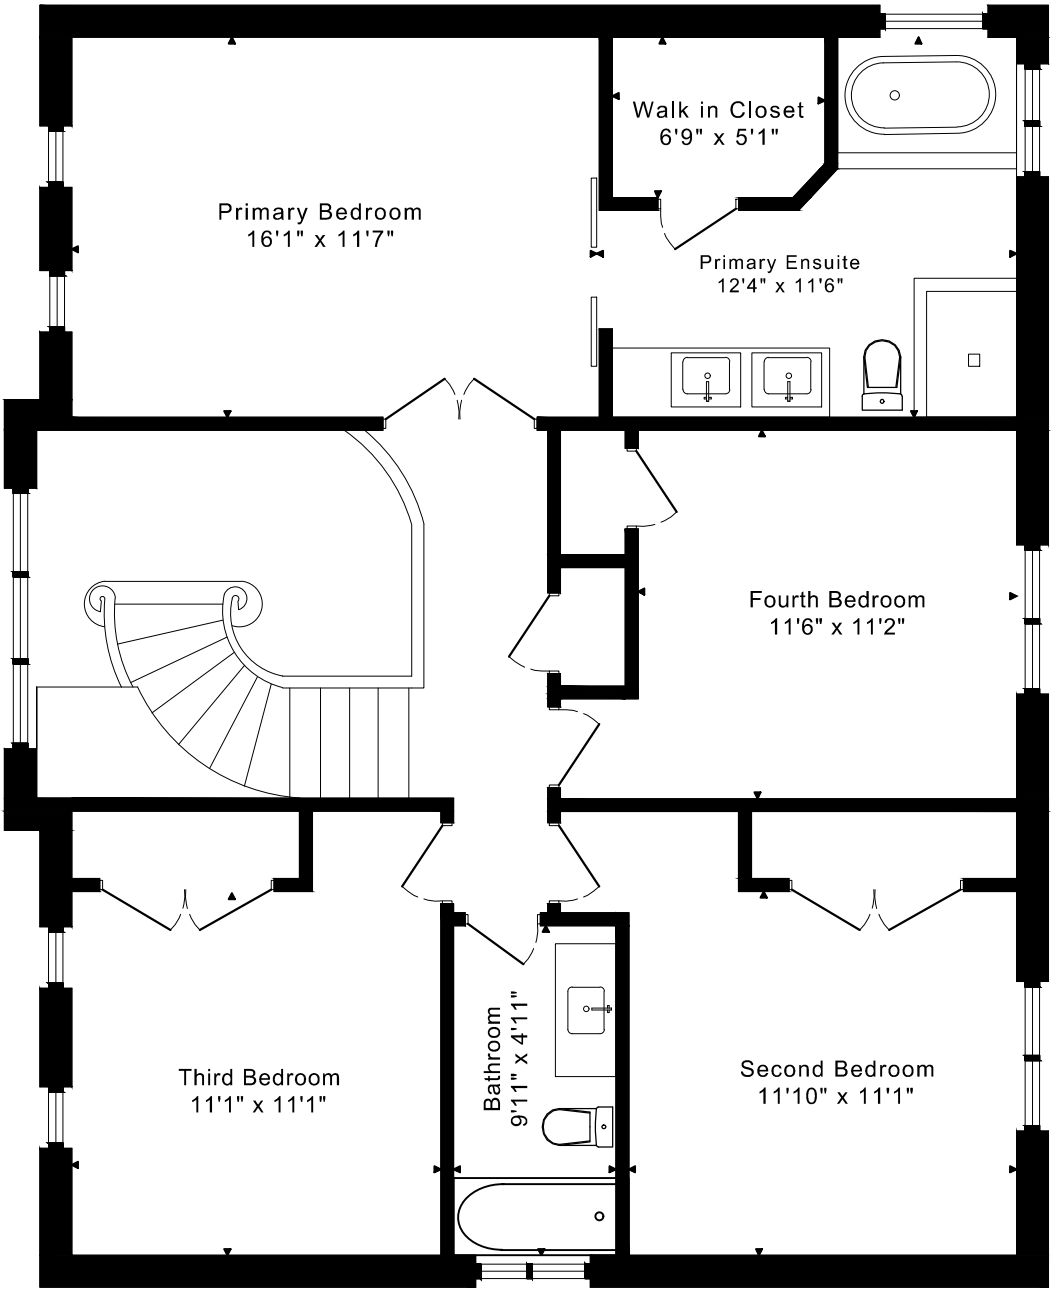 Walk in Closet
6'9" x 5'1"
Primary Bedroom
16'1" x 11'7"
Primary Ensuite
12'4" x 11'6"
Fourth Bedroom
11'6" x 11'2"
Third Bedroom
11'1" x 11'1"
Bathroom
9'11" x 4'11"
Second Bedroom
11'10" x 11'1"